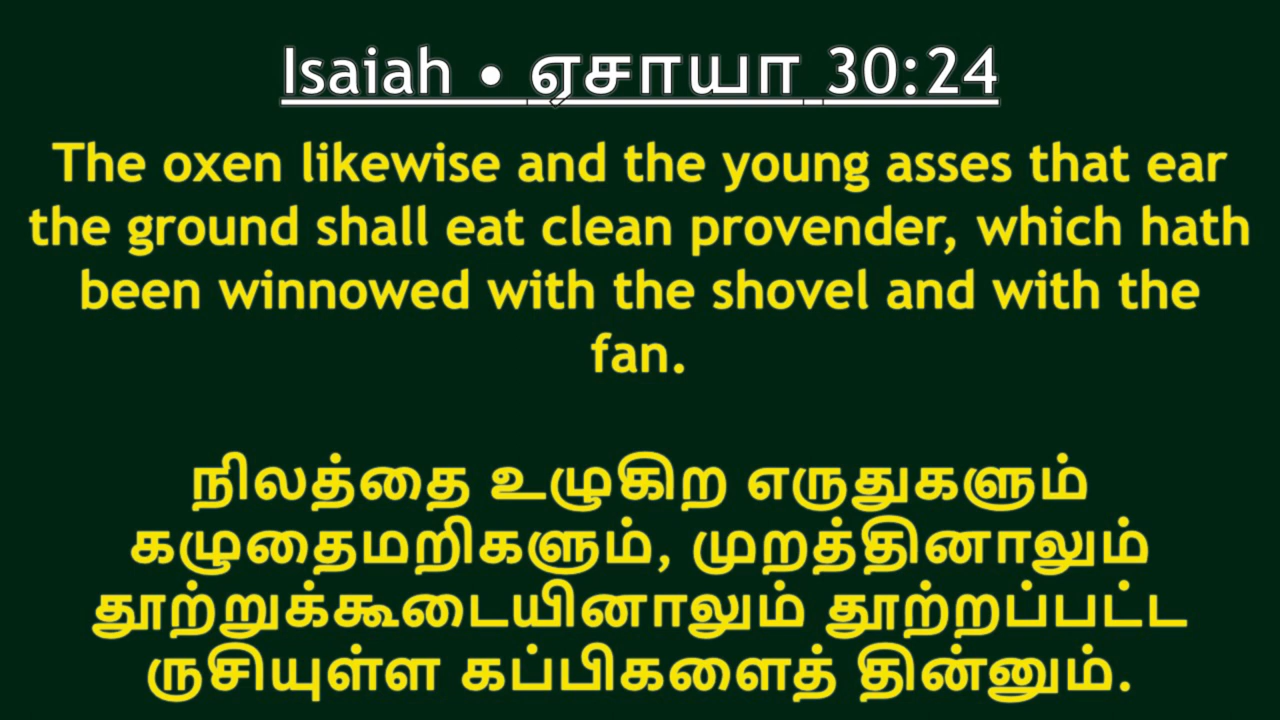 Isaiah • ஏசாயா 30:24
The oxen likewise and the young asses that ear
the ground shall eat clean provender, which hath
been winnowed with the shovel and with the
fan.
நிலத்தை உழுகிற எருதுகளும்
கழுதைமறிகளும், முறத்தினாலும்
தூற்றுக்கூடையினாலும் தூற்றப்பட்ட
ருசியுள்ள கப்பிகளைத் தின்னும்.